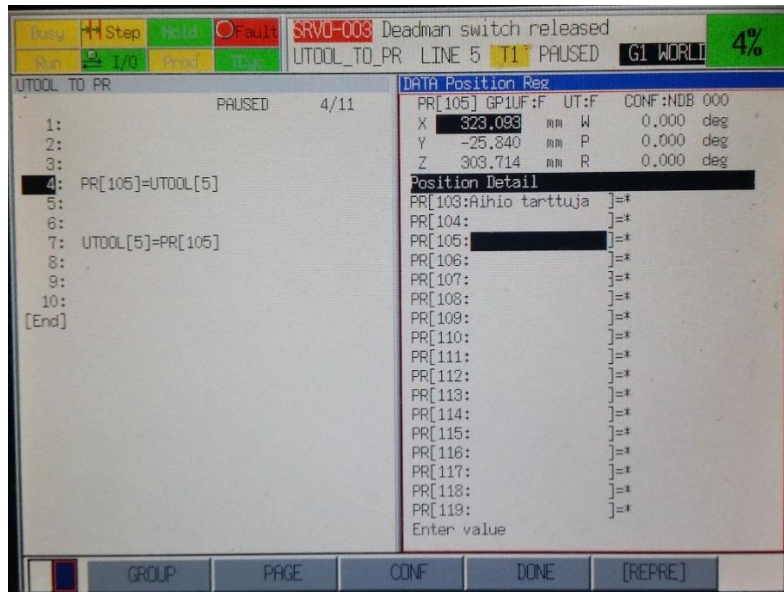 Busy Step Hold Fault
Run I/O Prod TCyc
SRVO-003 Deadman switch released
UTOOL_TO_PR LINE 5 T1 PAUSED G1 WORLD
4%
UTOOL TO PR
PAUSED 4/11
1:
2:
3:
4: PR[105]=UTOOL[5]
5:
6:
7: UTOOL[5]=PR[105]
8:
9:
10:
[End]
DATA Position Reg
PR[105] GP1UF:F UT:F CONF:NDB 000
X 323.093 mm W 0.000 deg
Y -25.840 mm P 0.000 deg
Z 303.714 mm R 0.000 deg
Position Detail
PR[103:Aihio tarttuja ]=*
PR[104: ]=*
PR[105: ]=*
PR[106: ]=*
PR[107: ]=*
PR[108: ]=*
PR[109: ]=*
PR[110: ]=*
PR[111: ]=*
PR[112: ]=*
PR[113: ]=*
PR[114: ]=*
PR[115: ]=*
PR[116: ]=*
PR[117: ]=*
PR[118: ]=*
PR[119: ]=*
Enter value
GROUP PAGE CONF DONE [REPRE]